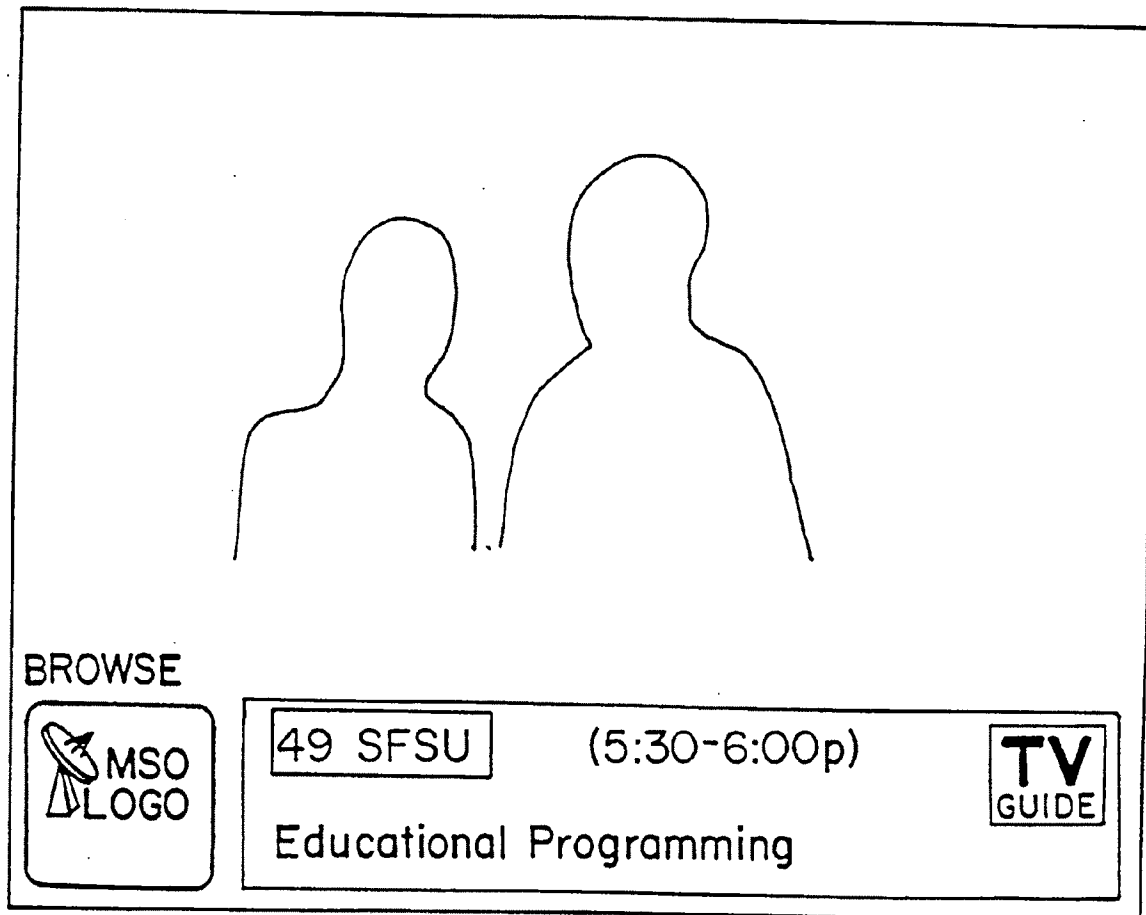 BROWSE
MSO
LOGO
49 SFSU (5:30-6:00p)
Educational Programming
TV
GUIDE